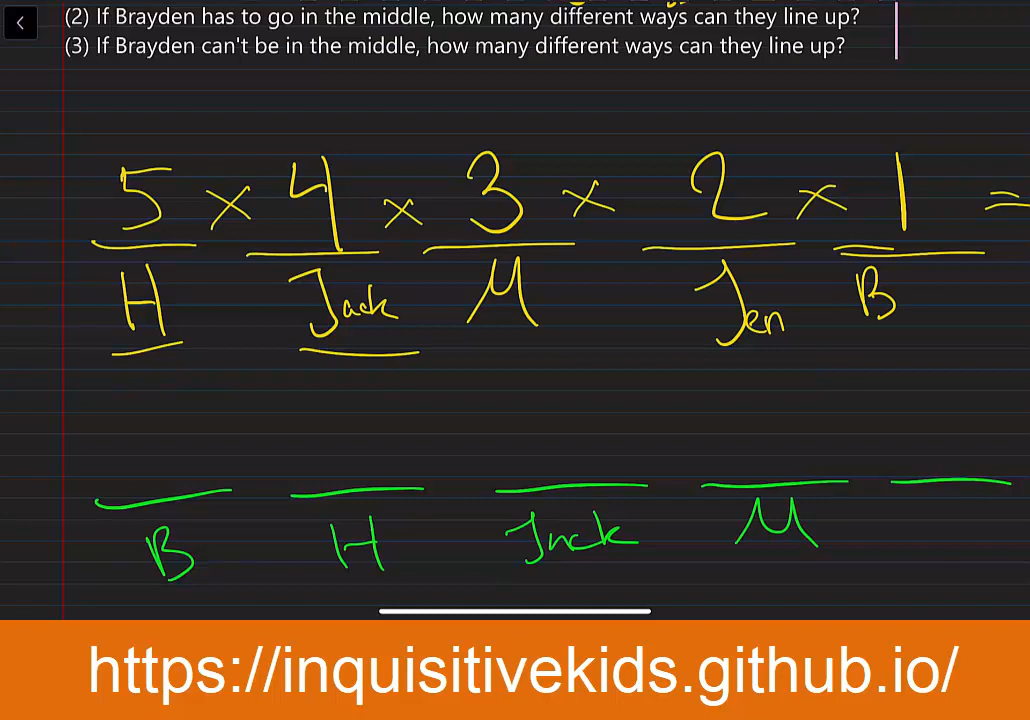 (2) If Brayden has to go in the middle, how many different ways can they line up?
(3) If Brayden can't be in the middle, how many different ways can they line up?
5 × 4 × 3 × 2 × 1 =
H Jack M Jen B
B H Jack M
https://inquisitivekids.github.io/